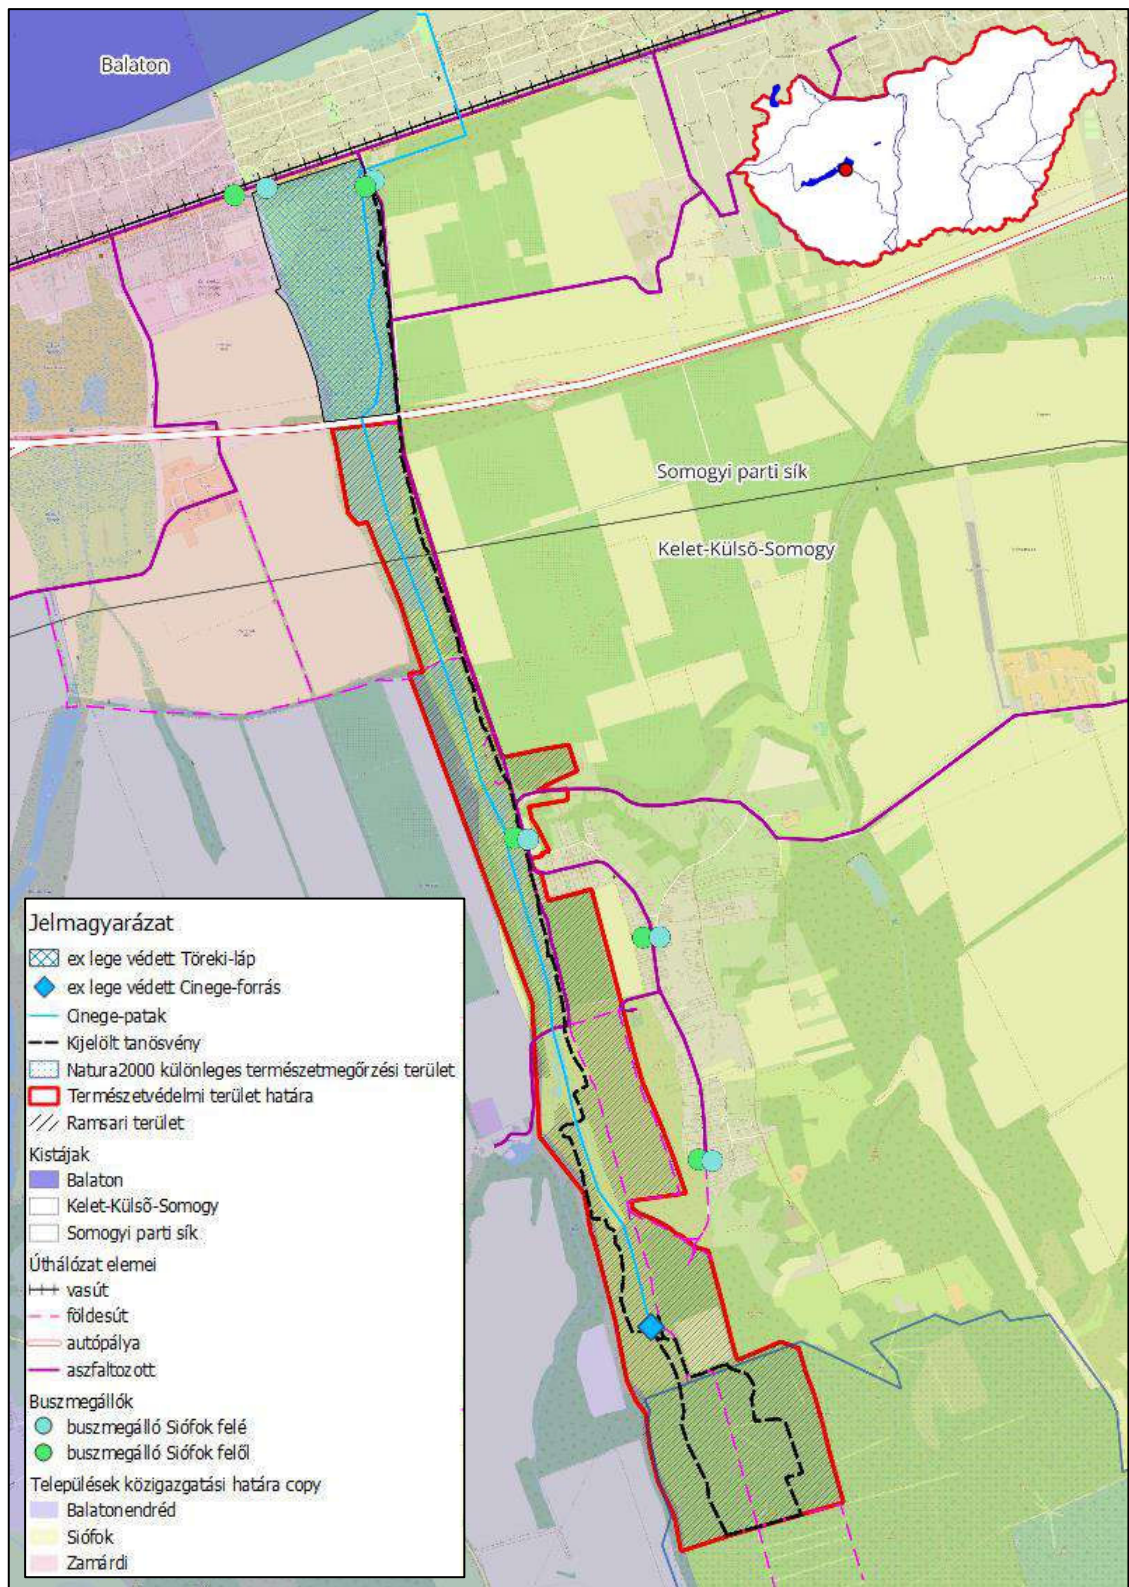 Balaton
Somogyi parti sík
Kelet-Külső-Somogy
Jelmagyarázat
ex lege védett Töreki-láp
ex lege védett Cinege-forrás
Cinege-patak
Kijelölt tanösvény
Natura2000 különleges természetmegőrzési terület
Természetvédelmi terület határa
Ramsari terület
Kistájak
Balaton
Kelet-Külső-Somogy
Somogyi parti sík
Úthálózat elemei
vasút
földesút
autópálya
aszfaltozott
Buszmegállók
buszmegálló Siófok felé
buszmegálló Siófok felől
Települések közigazgatási határa copy
Balatonendréd
Siófok
Zamárdi